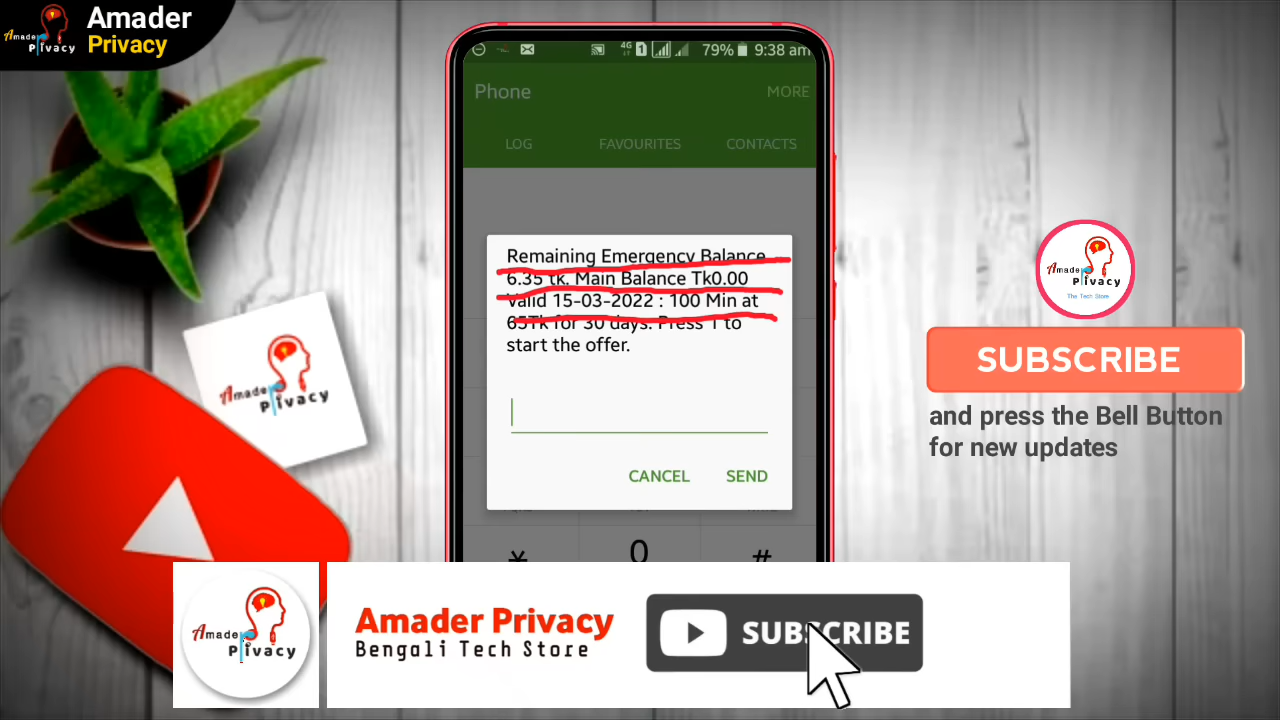 Amader
Privacy
Amader
Privacy
4G
1
79%
9:38 am
Phone
MORE
LOG
FAVOURITES
CONTACTS
Remaining Emergency Balance
6.35 tk. Main Balance Tk0.00
Valid 15-03-2022 : 100 Min at
65Tk for 30 days. Press 1 to
start the offer.
CANCEL
SEND
* 0 #
Amader
Privacy
Amader
Privacy
The Tech Store
SUBSCRIBE
and press the Bell Button
for new updates
Amader
Privacy
Amader Privacy
Bengali Tech Store
SUBSCRIBE